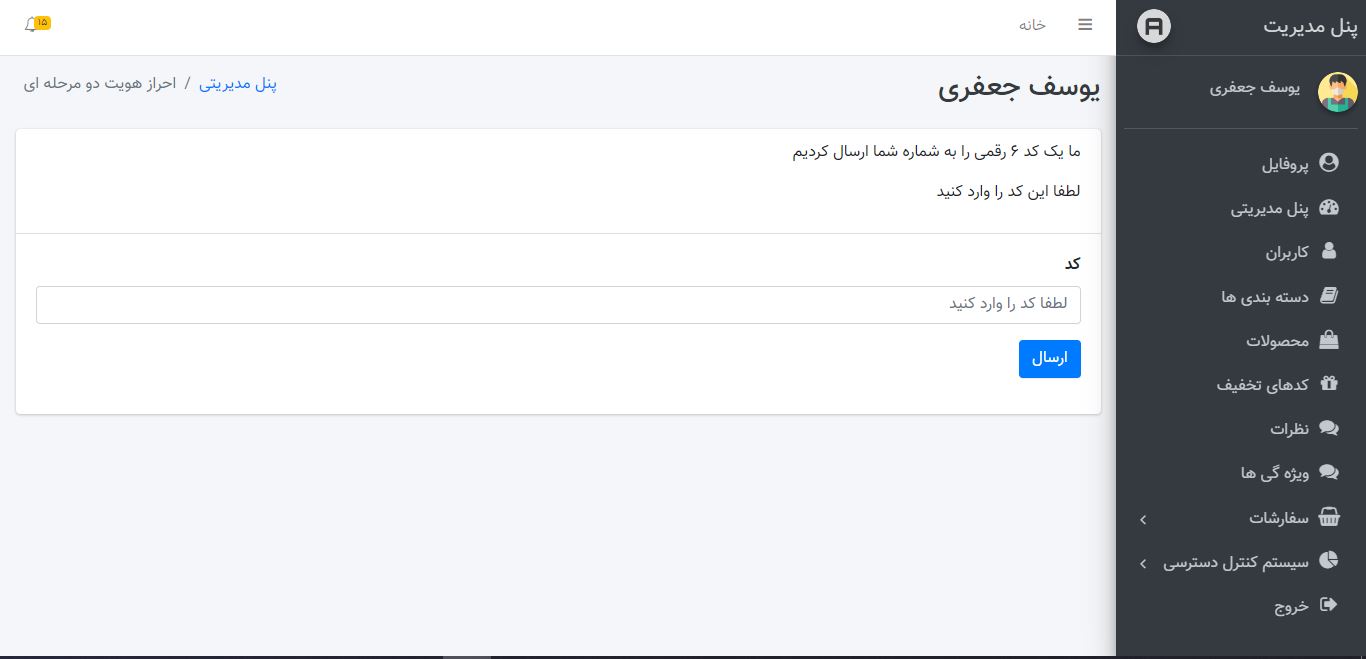 پنل مدیریت
یوسف جعفری
پروفایل
پنل مدیریتی
کاربران
دسته بندی ها
محصولات
کدهای تخفیف
نظرات
ویژه گی ها
سفارشات
سیستم کنترل دسترسی
خروج
خانه
۱۵
یوسف جعفری
پنل مدیریتی / احراز هویت دو مرحله ای
ما یک کد ۶ رقمی را به شماره شما ارسال کردیم
لطفا این کد را وارد کنید
کد
لطفا کد را وارد کنید
ارسال